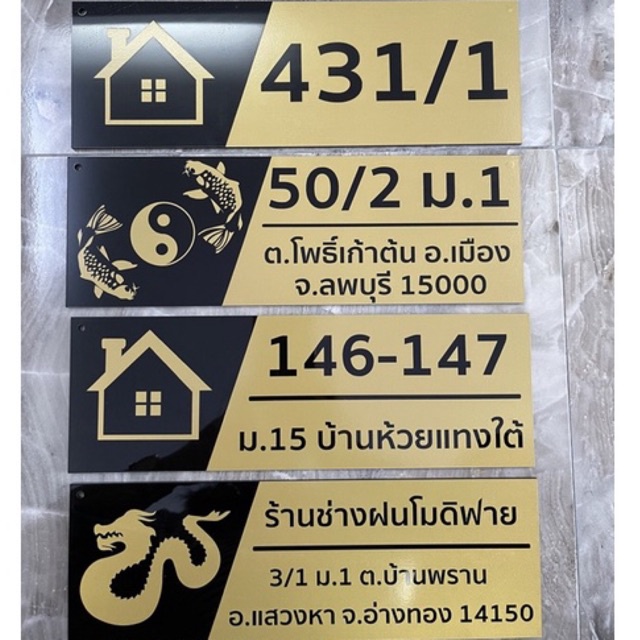 431/1
50/2 ม.1
ต.โพธิ์เก้าต้น อ.เมือง
จ.ลพบุรี 15000
146-147
ม.15 บ้านห้วยแทงใต้
ร้านช่างฝนโมดิฟาย
3/1 ม.1 ต.บ้านพราน
อ.แสวงหา จ.อ่างทอง 14150